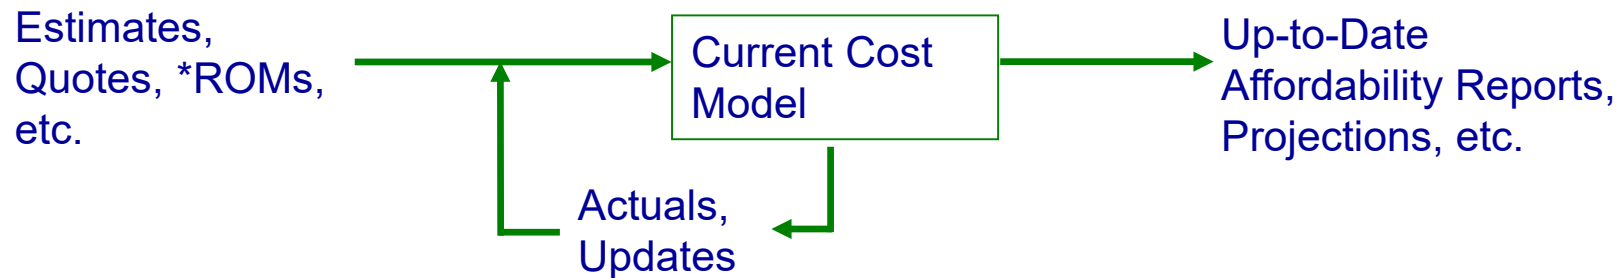 Estimates,
Quotes, *ROMs,
etc.
Current Cost
Model
Up-to-Date
Affordability Reports,
Projections, etc.
Actuals,
Updates